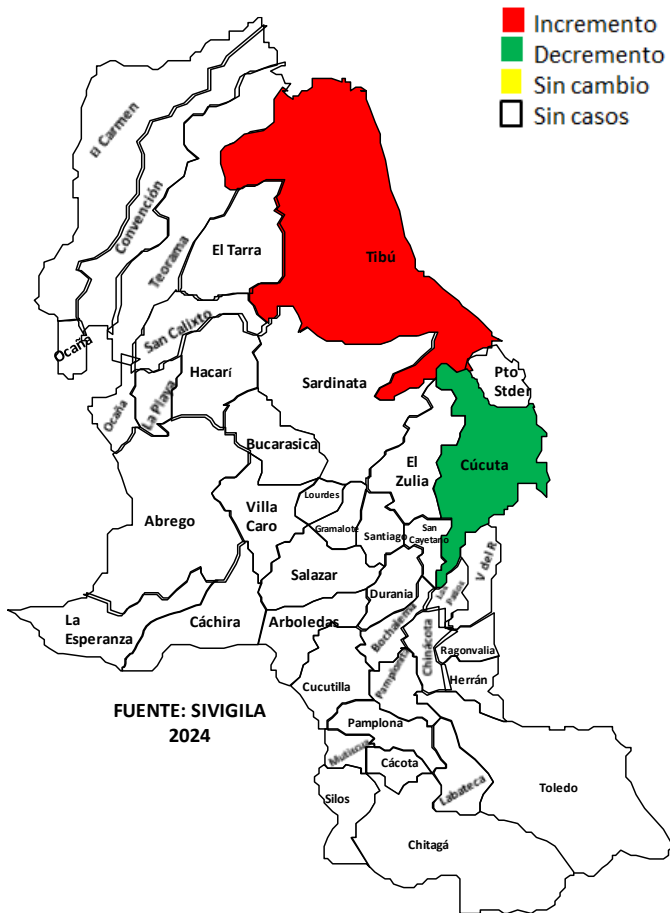 Incremento
Decremento
Sin cambio
Sin casos
El Carmen
Convención
Teorama
El Tarra
Tibú
San Calixto
Ocaña
Hacarí
La Playa
Ocaña
Sardinata
Pto
Stder
Bucarasica
El
Zulia
Cúcuta
Abrego
Villa
Caro
Lourdes
Gramalote
Santiago
San
Cayetano
V del R
Salazar
Durania
Los
Patios
La
Esperanza
Cáchira
Arboledas
Bochalema
Chinácota
Ragonvalia
Herrán
Cucutilla
Pamplonita
FUENTE: SIVIGILA
2024
Pamplona
Mutiscua
Cácota
Labateca
Toledo
Silos
Chitagá